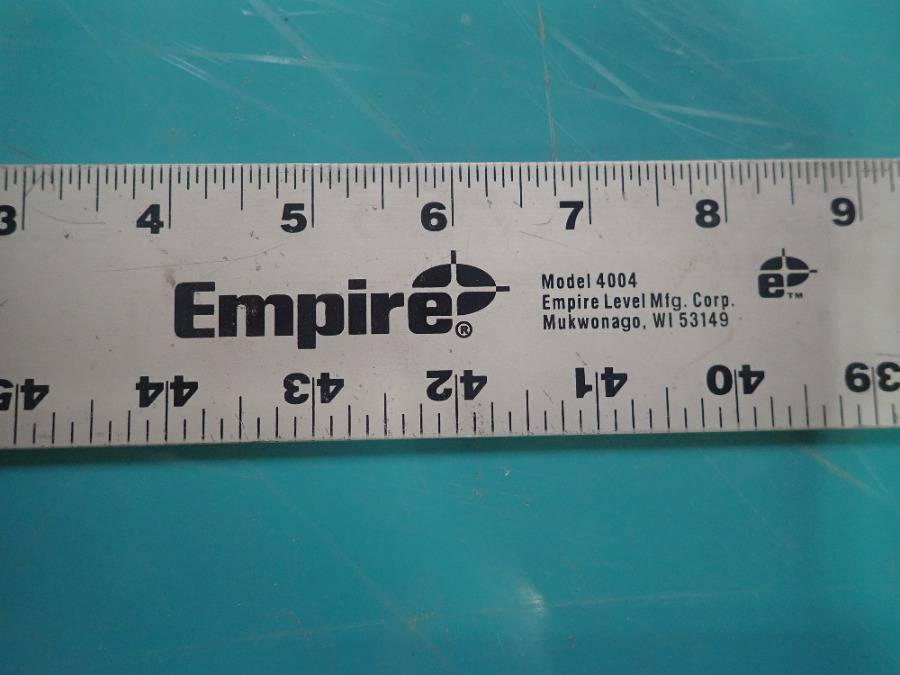 3 4 5 6 7 8 9
Empire®
Model 4004
Empire Level Mfg. Corp.
Mukwonago, WI 53149
e™
45 44 43 42 41 40 39